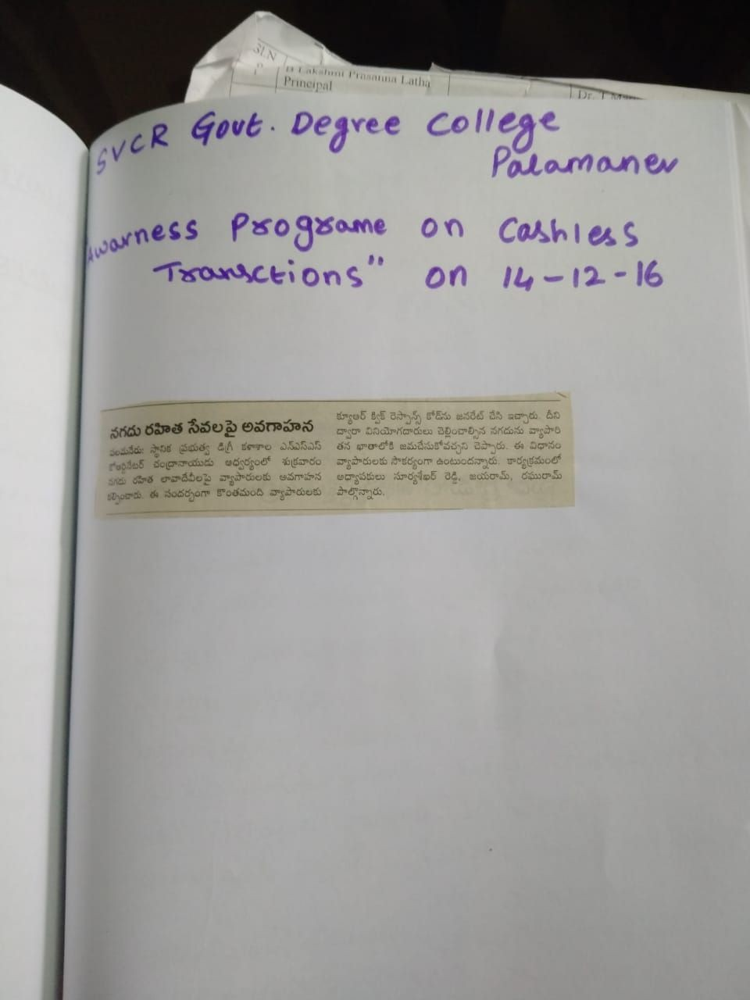 SLN
B Lakshmi Prasanna Latha
Principal
Dr. T
SVCR Govt. Degree College
Palamaner
Awarness Programe on Cashless
Transctions" on 14-12-16
నగదు రహిత సేవలపై అవగాహన
పలమనేరు: స్థానిక ప్రభుత్వ డిగ్రీ కళాశాల ఎన్ఎస్ఎస్
కోఆర్డినేటర్ చంద్రానాయుడు ఆధ్వర్యంలో శుక్రవారం
నగదు రహిత లావాదేవీలపై వ్యాపారులకు అవగాహన
కల్పించారు. ఈ సందర్భంగా కొంతమంది వ్యాపారులకు
క్యూఆర్ క్విక్ రెస్పాన్స్ కోడ్‌ను జనరేట్ చేసి ఇచ్చారు. దీని
ద్వారా వినియోగదారులు చెల్లించాల్సిన నగదును వ్యాపారి
తన ఖాతాలోకి జమచేసుకోవచ్చని చెప్పారు. ఈ విధానం
వ్యాపారులకు సౌకర్యంగా ఉంటుందన్నారు. కార్యక్రమంలో
అధ్యాపకులు సూర్యశేఖర్ రెడ్డి, జయరామ్, రఘురామ్
పాల్గొన్నారు.